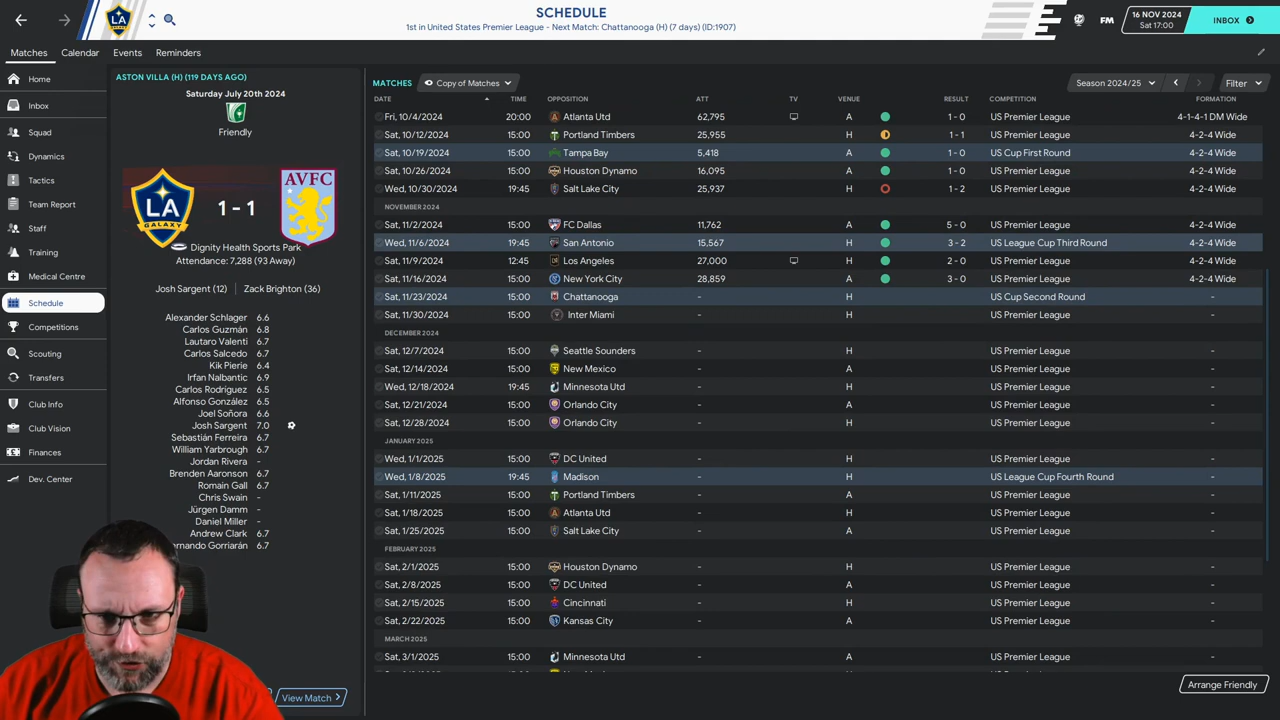 SCHEDULE
1st in United States Premier League - Next Match: Chattanooga (H) (7 days) (ID:1907)
FM
16 NOV 2024
Sat 17:00
INBOX
Matches Calendar Events Reminders
Home
Inbox
Squad
Dynamics
Tactics
Team Report
Staff
Training
Medical Centre
Schedule
Competitions
Scouting
Transfers
Club Info
Club Vision
Finances
Dev. Center
ASTON VILLA (H) (119 DAYS AGO)
Saturday July 20th 2024
Friendly
LA
GALAXY
1 - 1
AVFC
Dignity Health Sports Park
Attendance: 7,288 (93 Away)
Josh Sargent (12) Zack Brighton (36)
Alexander Schlager 6.6
Carlos Guzmán 6.8
Lautaro Valenti 6.7
Carlos Salcedo 6.7
Kik Pierie 6.4
Irfan Nalbantic 6.9
Carlos Rodríguez 6.5
Alfonso González 6.5
Joel Soñora 6.6
Josh Sargent 7.0
Sebastián Ferreira 6.7
William Yarbrough 6.7
Jordan Rivera -
Brenden Aaronson 6.7
Romain Gall 6.7
Chris Swain -
Jürgen Damm -
Daniel Miller -
Andrew Clark 6.7
ernando Gorriarán 6.7
View Match
MATCHES Copy of Matches Season 2024/25 Filter
DATE TIME OPPOSITION ATT TV VENUE RESULT COMPETITION FORMATION
Fri, 10/4/2024 20:00 Atlanta Utd 62,795 A 1 - 0 US Premier League 4-1-4-1 DM Wide
Sat, 10/12/2024 15:00 Portland Timbers 25,955 H 1 - 1 US Premier League 4-2-4 Wide
Sat, 10/19/2024 15:00 Tampa Bay 5,418 A 1 - 0 US Cup First Round 4-2-4 Wide
Sat, 10/26/2024 15:00 Houston Dynamo 16,095 A 1 - 0 US Premier League 4-2-4 Wide
Wed, 10/30/2024 19:45 Salt Lake City 25,937 H 1 - 2 US Premier League 4-2-4 Wide
NOVEMBER 2024
Sat, 11/2/2024 15:00 FC Dallas 11,762 A 5 - 0 US Premier League 4-2-4 Wide
Wed, 11/6/2024 19:45 San Antonio 15,567 H 3 - 2 US League Cup Third Round 4-2-4 Wide
Sat, 11/9/2024 12:45 Los Angeles 27,000 H 2 - 0 US Premier League 4-2-4 Wide
Sat, 11/16/2024 15:00 New York City 28,859 A 3 - 0 US Premier League 4-2-4 Wide
Sat, 11/23/2024 15:00 Chattanooga - H US Cup Second Round -
Sat, 11/30/2024 15:00 Inter Miami - H US Premier League -
DECEMBER 2024
Sat, 12/7/2024 15:00 Seattle Sounders - H US Premier League -
Sat, 12/14/2024 15:00 New Mexico - A US Premier League -
Wed, 12/18/2024 19:45 Minnesota Utd - H US Premier League -
Sat, 12/21/2024 15:00 Orlando City - A US Premier League -
Sat, 12/28/2024 15:00 Orlando City - H US Premier League -
JANUARY 2025
Wed, 1/1/2025 15:00 DC United - H US Premier League -
Wed, 1/8/2025 19:45 Madison - H US League Cup Fourth Round -
Sat, 1/11/2025 15:00 Portland Timbers - A US Premier League -
Sat, 1/18/2025 15:00 Atlanta Utd - H US Premier League -
Sat, 1/25/2025 15:00 Salt Lake City - A US Premier League -
FEBRUARY 2025
Sat, 2/1/2025 15:00 Houston Dynamo - H US Premier League -
Sat, 2/8/2025 15:00 DC United - A US Premier League -
Sat, 2/15/2025 15:00 Cincinnati - H US Premier League -
Sat, 2/22/2025 15:00 Kansas City - A US Premier League -
MARCH 2025
Sat, 3/1/2025 15:00 Minnesota Utd - A US Premier League -
Arrange Friendly